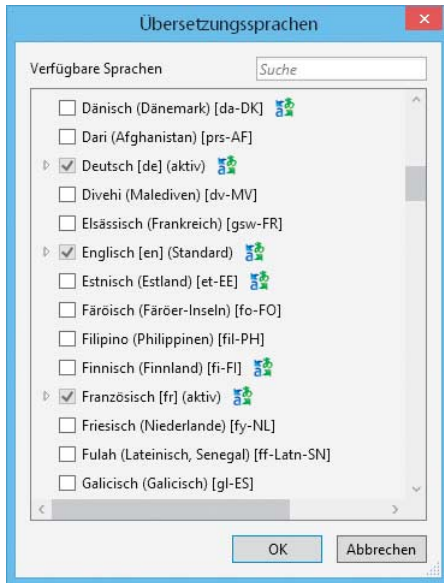 Übersetzungssprachen
Verfügbare Sprachen
Suche
Dänisch (Dänemark) [da-DK]
Dari (Afghanistan) [prs-AF]
Deutsch [de] (aktiv)
Divehi (Malediven) [dv-MV]
Elsässisch (Frankreich) [gsw-FR]
Englisch [en] (Standard)
Estnisch (Estland) [et-EE]
Färöisch (Färöer-Inseln) [fo-FO]
Filipino (Philippinen) [fil-PH]
Finnisch (Finnland) [fi-FI]
Französisch [fr] (aktiv)
Friesisch (Niederlande) [fy-NL]
Fulah (Lateinisch, Senegal) [ff-Latn-SN]
Galicisch (Galicisch) [gl-ES]
OK
Abbrechen